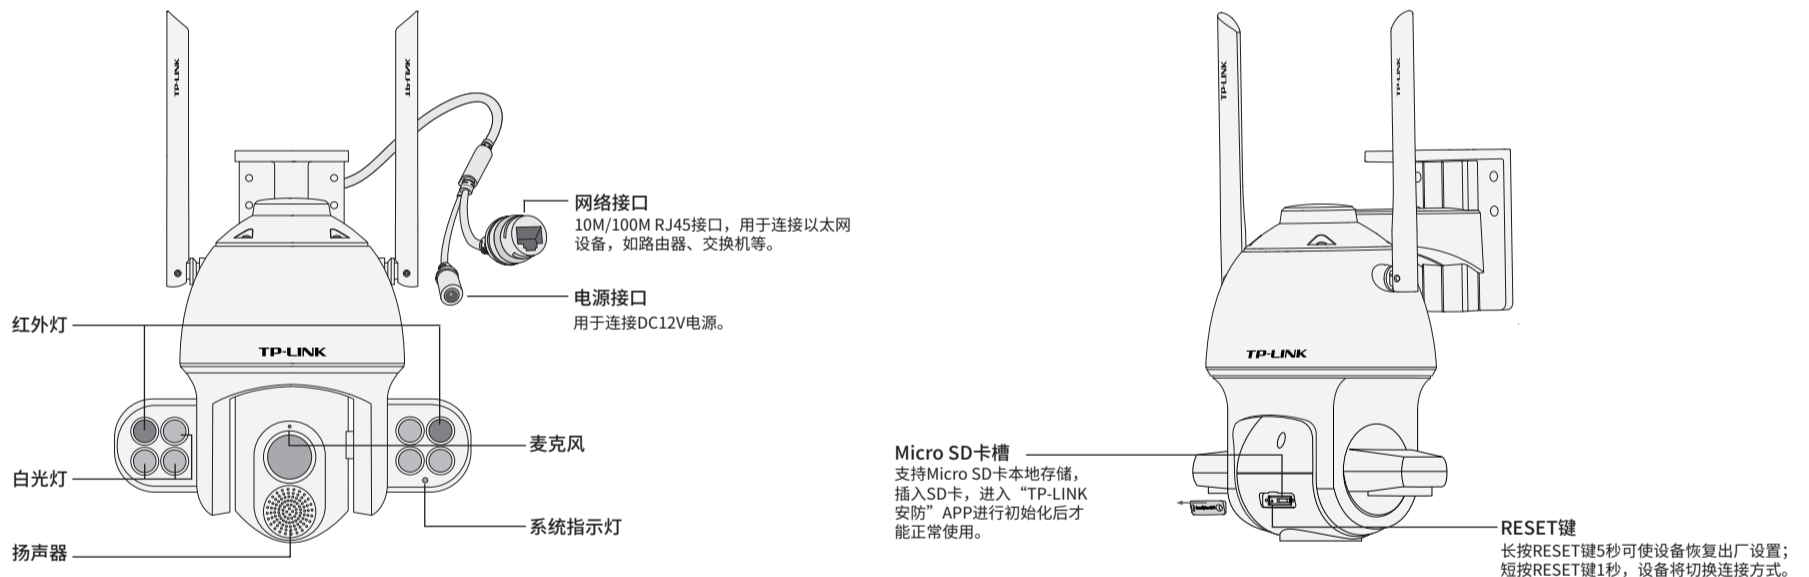 TP-LINK
TP-LINK
网络接口
10M/100M RJ45接口，用于连接以太网
设备，如路由器、交换机等。
电源接口
用于连接DC12V电源。
红外灯
TP-LINK
麦克风
白光灯
系统指示灯
扬声器
TP-LINK
TP-LINK
TP-LINK
Micro SD卡槽
支持Micro SD卡本地存储，
插入SD卡，进入“TP-LINK
安防”APP进行初始化后才
能正常使用。
RESET键
长按RESET键5秒可使设备恢复出厂设置；
短按RESET键1秒，设备将切换连接方式。